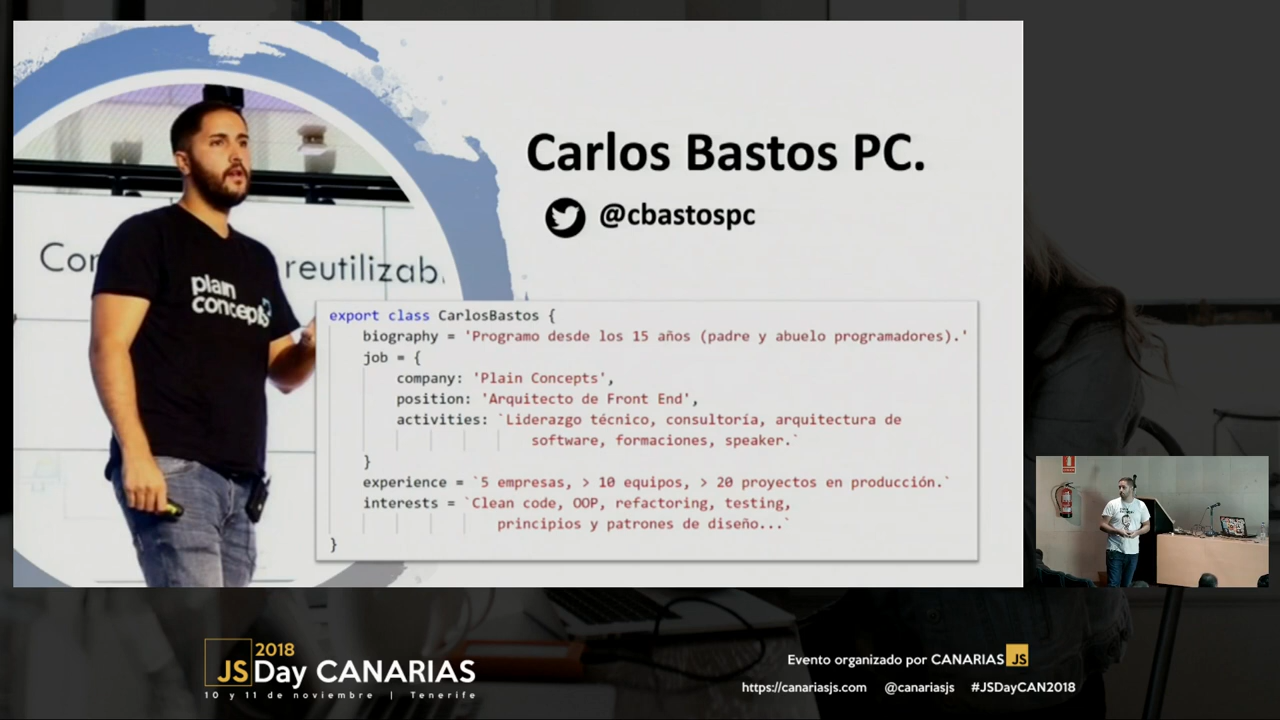 Carlos Bastos PC.
@cbastospc
Con reutilizab
plain
concepts
export class CarlosBastos {
biography = 'Programo desde los 15 años (padre y abuelo programadores).'
job = {
company: 'Plain Concepts',
position: 'Arquitecto de Front End',
activities: `Liderazgo técnico, consultoría, arquitectura de
software, formaciones, speaker.`
}
experience = `5 empresas, > 10 equipos, > 20 proyectos en producción.`
interests = `Clean code, OOP, refactoring, testing,
principios y patrones de diseño...`
}
2018
JSDay CANARIAS
10 y 11 de noviembre | Tenerife
Evento organizado por CANARIAS JS
https://canariasjs.com @canariasjs #JSDayCAN2018